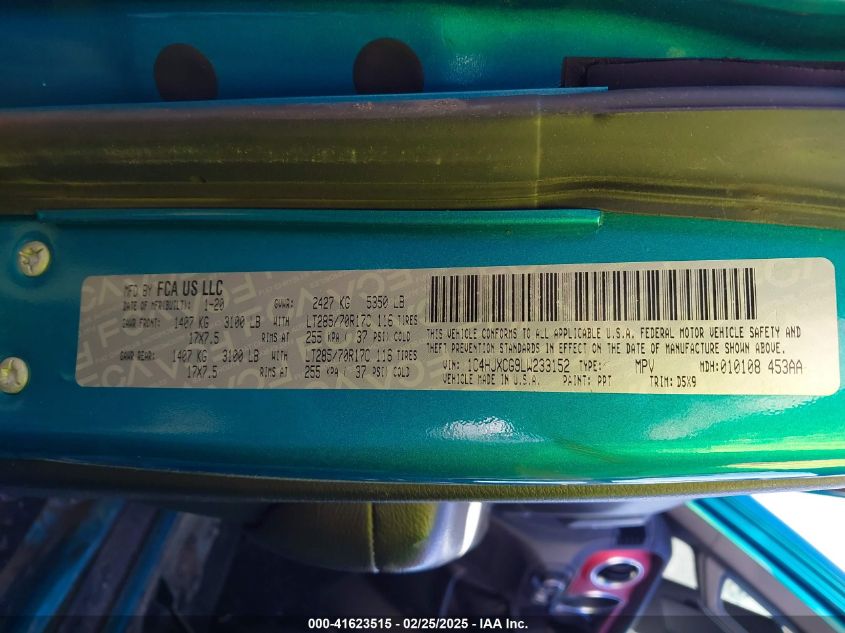 MFD BY FCA US LLC
DATE OF MFR(BUILT): 1-20 GVWR: 2427 KG 5350 LB
GAWR FRONT: 1407 KG 3100 LB WITH LT285/70R17C 116 TIRES
17X7.5 RIMS AT 255 KPA ( 37 PSI) COLD
GAWR REAR: 1407 KG 3100 LB WITH LT285/70R17C 116 TIRES
17X7.5 RIMS AT 255 KPA ( 37 PSI) COLD
THIS VEHICLE CONFORMS TO ALL APPLICABLE U.S.A. FEDERAL MOTOR VEHICLE SAFETY AND
THEFT PREVENTION STANDARDS IN EFFECT ON THE DATE OF MANUFACTURE SHOWN ABOVE.
VIN: 1C4HJXCG9LW233152 TYPE: MPV MDH:010108 453AA
VEHICLE MADE IN U.S.A. PAINT: PPT TRIM: D5X9
000-41623515 - 02/25/2025 - IAA Inc.